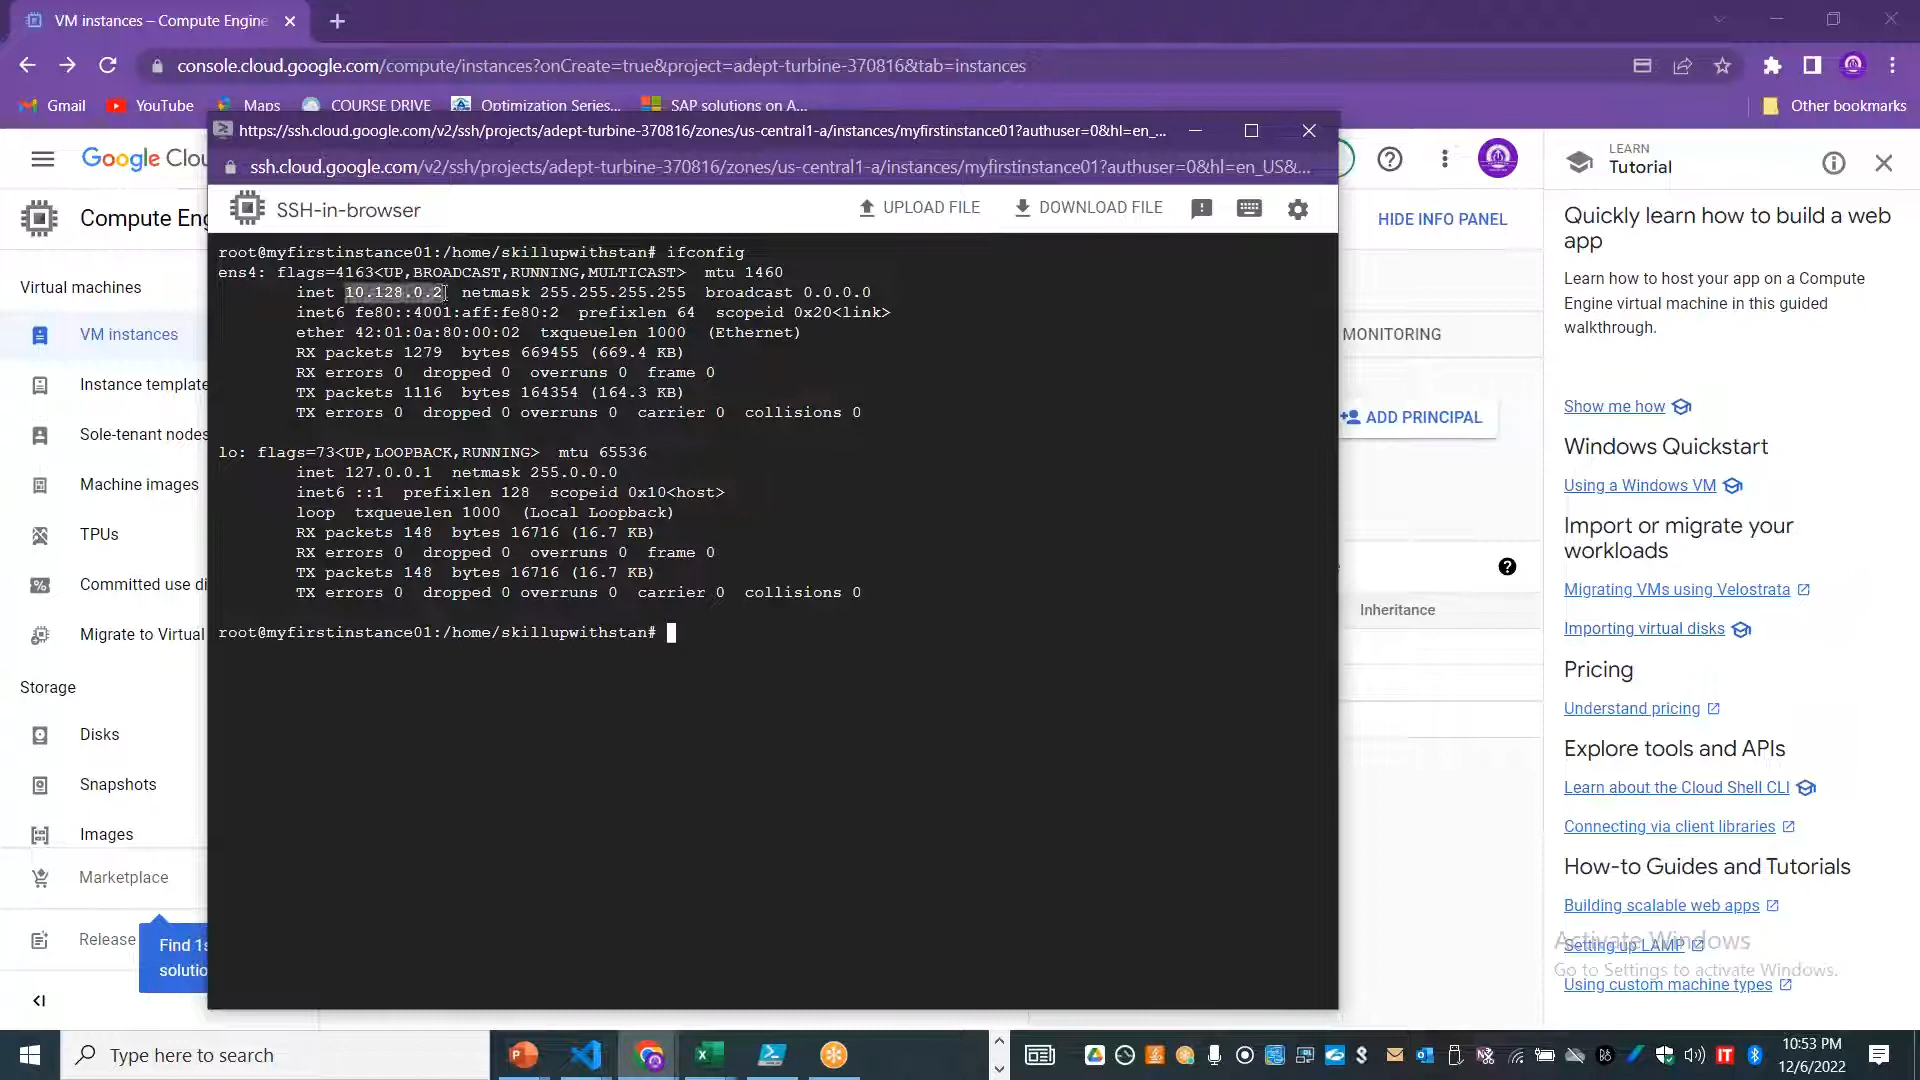 VM instances – Compute Engine
console.cloud.google.com/compute/instances?onCreate=true&project=adept-turbine-370816&tab=instances
Gmail
YouTube
Maps
COURSE DRIVE
Optimization Series...
SAP solutions on A...
Other bookmarks
https://ssh.cloud.google.com/v2/ssh/projects/adept-turbine-370816/zones/us-central1-a/instances/myfirstinstance01?authuser=0&hl=en_...
ssh.cloud.google.com/v2/ssh/projects/adept-turbine-370816/zones/us-central1-a/instances/myfirstinstance01?authuser=0&hl=en_US&...
SSH-in-browser
UPLOAD FILE
DOWNLOAD FILE
root@myfirstinstance01:/home/skillupwithstan# ifconfig
ens4: flags=4163<UP,BROADCAST,RUNNING,MULTICAST>  mtu 1460
inet 10.128.0.2  netmask 255.255.255.255  broadcast 0.0.0.0
inet6 fe80::4001:aff:fe80:2  prefixlen 64  scopeid 0x20<link>
ether 42:01:0a:80:00:02  txqueuelen 1000  (Ethernet)
RX packets 1279  bytes 669455 (669.4 KB)
RX errors 0  dropped 0  overruns 0  frame 0
TX packets 1116  bytes 164354 (164.3 KB)
TX errors 0  dropped 0 overruns 0  carrier 0  collisions 0
lo: flags=73<UP,LOOPBACK,RUNNING>  mtu 65536
inet 127.0.0.1  netmask 255.0.0.0
inet6 ::1  prefixlen 128  scopeid 0x10<host>
loop  txqueuelen 1000  (Local Loopback)
RX packets 148  bytes 16716 (16.7 KB)
RX errors 0  dropped 0  overruns 0  frame 0
TX packets 148  bytes 16716 (16.7 KB)
TX errors 0  dropped 0 overruns 0  carrier 0  collisions 0
root@myfirstinstance01:/home/skillupwithstan#
Google Clou
Compute Eng
Virtual machines
VM instances
Instance template
Sole-tenant nodes
Machine images
TPUs
Committed use di
Migrate to Virtual
Storage
Disks
Snapshots
Images
Marketplace
Release
Find 1s
solutio
HIDE INFO PANEL
MONITORING
ADD PRINCIPAL
Inheritance
LEARN
Tutorial
Quickly learn how to build a web
app
Learn how to host your app on a Compute
Engine virtual machine in this guided
walkthrough.
Show me how
Windows Quickstart
Using a Windows VM
Import or migrate your
workloads
Migrating VMs using Velostrata
Importing virtual disks
Pricing
Understand pricing
Explore tools and APIs
Learn about the Cloud Shell CLI
Connecting via client libraries
How-to Guides and Tutorials
Building scalable web apps
Setting up LAMP
Using custom machine types
Activate Windows
Go to Settings to activate Windows.
Type here to search
10:53 PM
12/6/2022